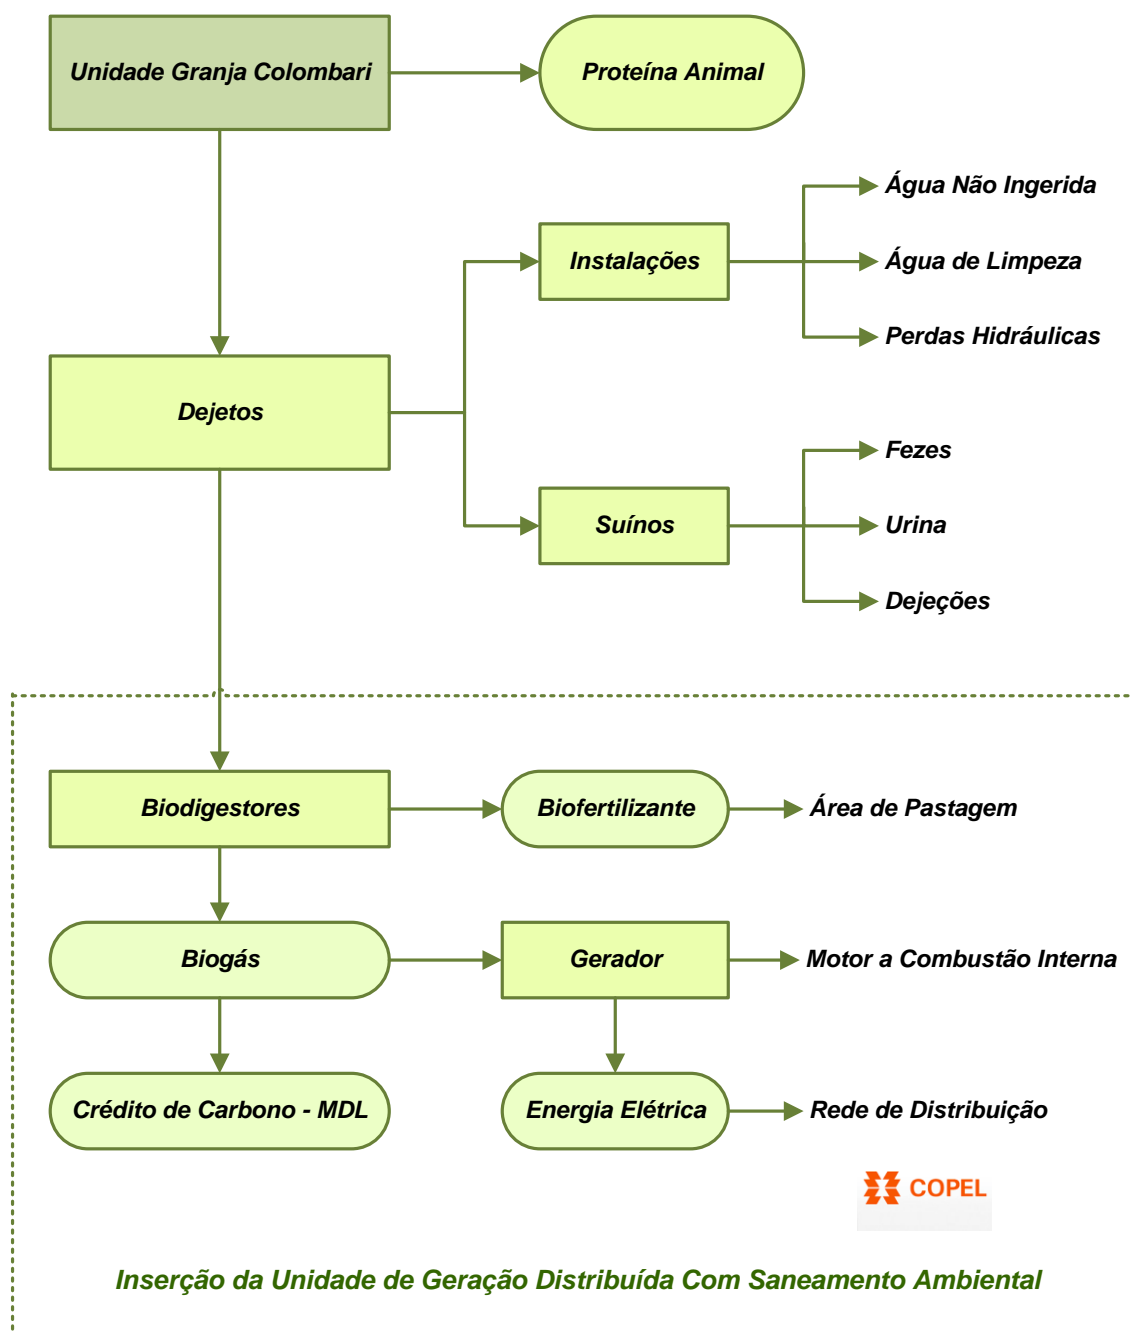 Unidade Granja Colombari
Proteína Animal
Água Não Ingerida
Instalações
Água de Limpeza
Perdas Hidráulicas
Dejetos
Fezes
Suínos
Urina
Dejeções
Biodigestores
Biofertilizante
Área de Pastagem
Biogás
Gerador
Motor a Combustão Interna
Crédito de Carbono - MDL
Energia Elétrica
Rede de Distribuição
COPEL
Inserção da Unidade de Geração Distribuída Com Saneamento Ambiental